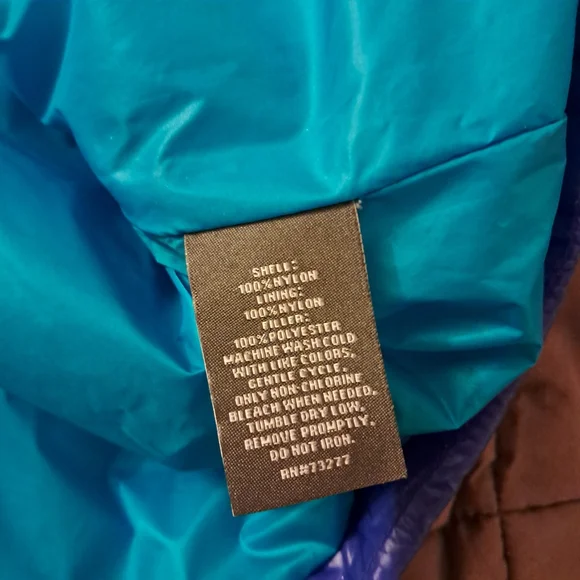 SHELL:
100%NYLON
LINING:
100%NYLON
FILLER:
100%POLYESTER
MACHINE WASH COLD
WITH LIKE COLORS,
GENTLE CYCLE.
ONLY NON-CHLORINE
BLEACH WHEN NEEDED.
TUMBLE DRY LOW,
REMOVE PROMPTLY.
DO NOT IRON.
RN#73277